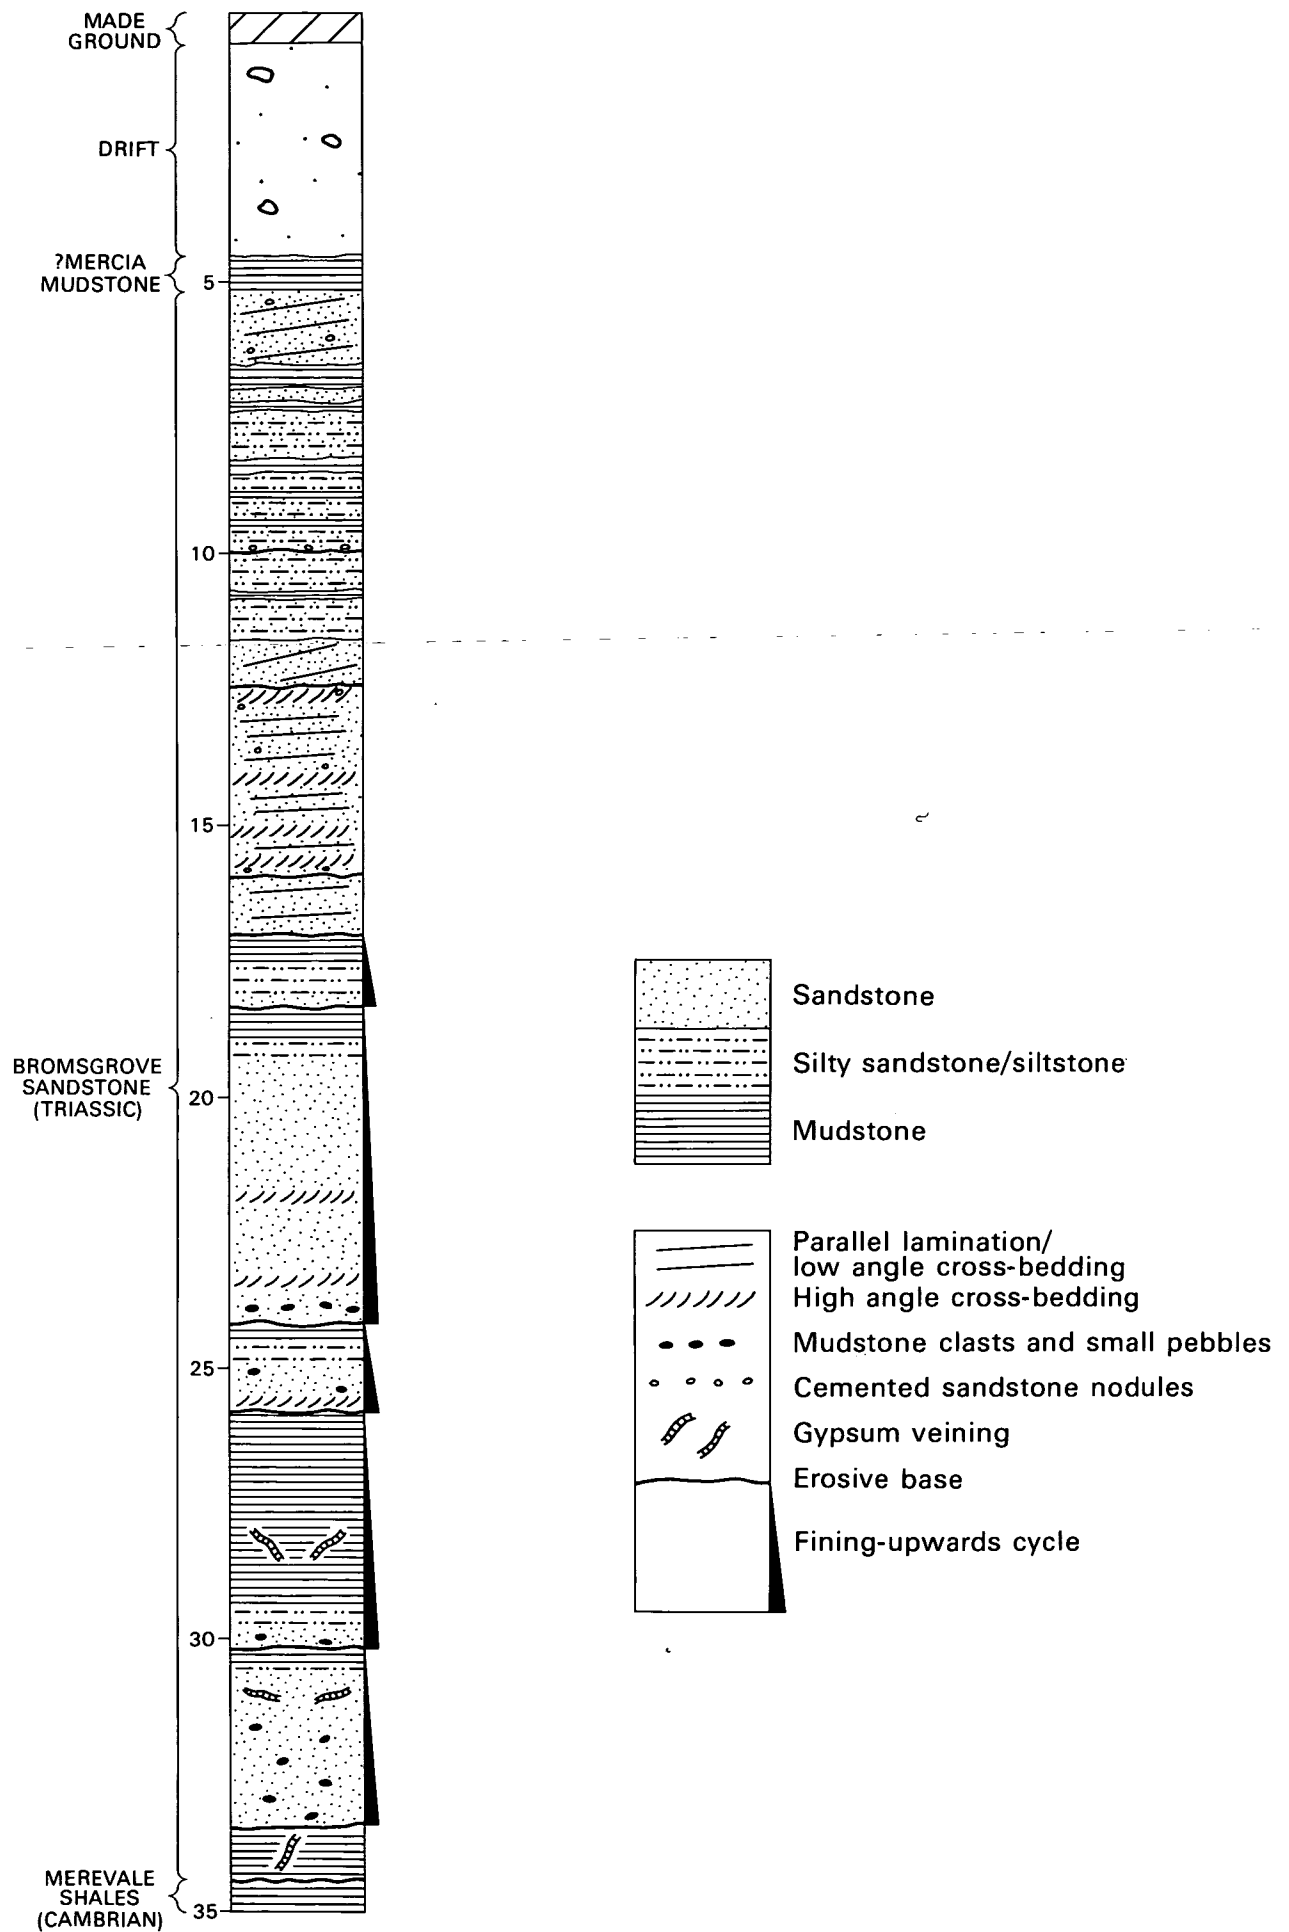 MADE
GROUND
DRIFT
?MERCIA
MUDSTONE
5
10
15
BROMSGROVE
SANDSTONE
(TRIASSIC)
20
25
30
MEREVALE
SHALES
(CAMBRIAN)
35
Sandstone
Silty sandstone/siltstone
Mudstone
Parallel lamination/
low angle cross-bedding
High angle cross-bedding
Mudstone clasts and small pebbles
Cemented sandstone nodules
Gypsum veining
Erosive base
Fining-upwards cycle